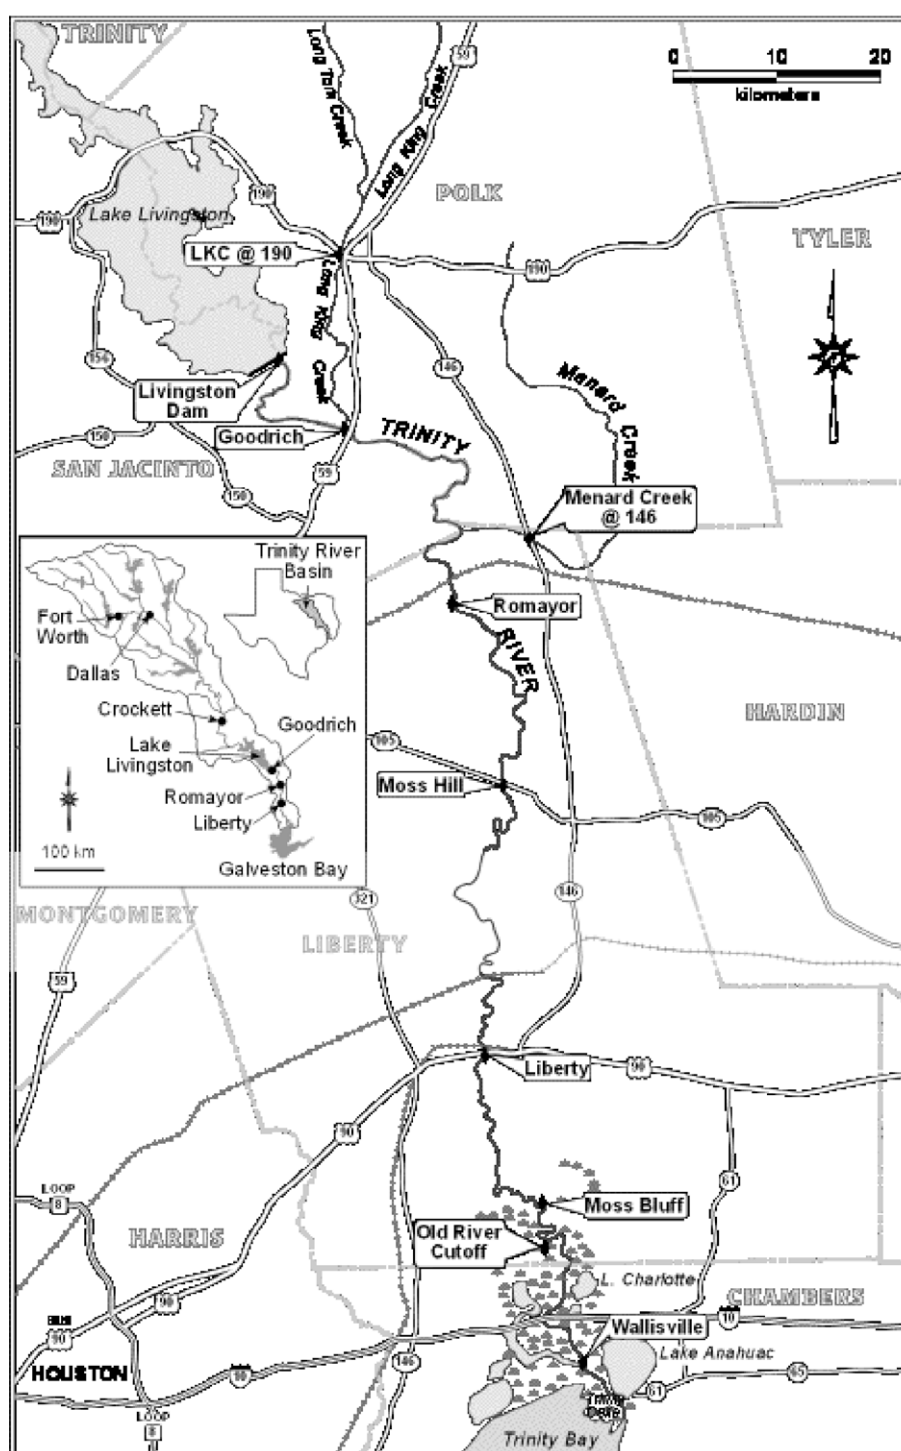 TRINITY
Long Tom Creek
Long King Creek
59
0 10 20
kilometers
POLK
190
190
Lake Livingston
TYLER
LKC @ 190
190
Long King Creek
156
146
Menard Creek
Livingston
Dam
Goodrich
TRINITY
150
59
SAN JACINTO
150
Menard Creek
@ 146
Trinity River
Basin
Fort
Worth
Dallas
Crockett
Goodrich
Lake
Livingston
Romayor
Liberty
100 km
Galveston Bay
Romayor
RIVER
HARDIN
105
Moss Hill
105
146
321
MONTGOMERY
LIBERTY
59
Liberty
90
90
61
LOOP
8
Moss Bluff
HARRIS
Old River
Cutoff
L. Charlotte
CHAMBERS
90
90
10
Wallisville
Lake Anahuac
HOUSTON
10
146
61
65
LOOP
8
Trinity
Delta
Trinity Bay